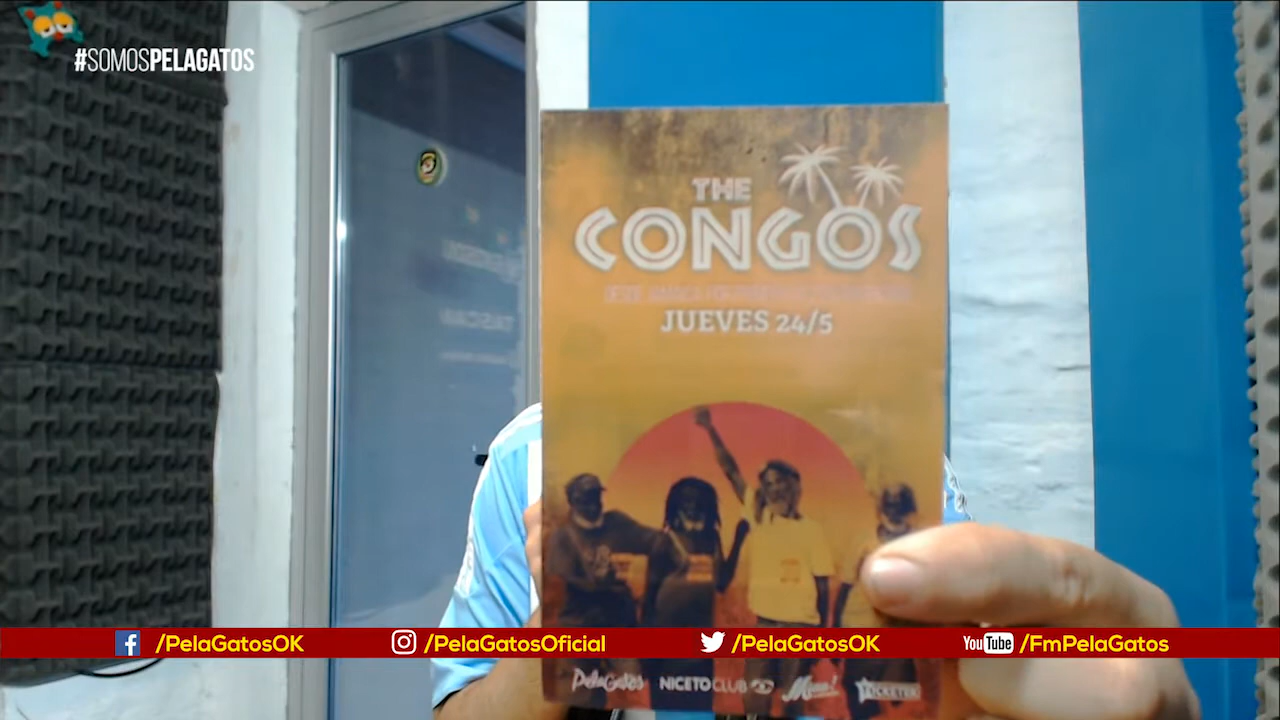 #SOMOSPELAGATOS
THE
CONGOS
JUEVES 24/5
/PelaGatosOK
/PelaGatosOficial
/PelaGatosOK
YouTube /FmPelaGatos
PelaGatos NICETO CLUB